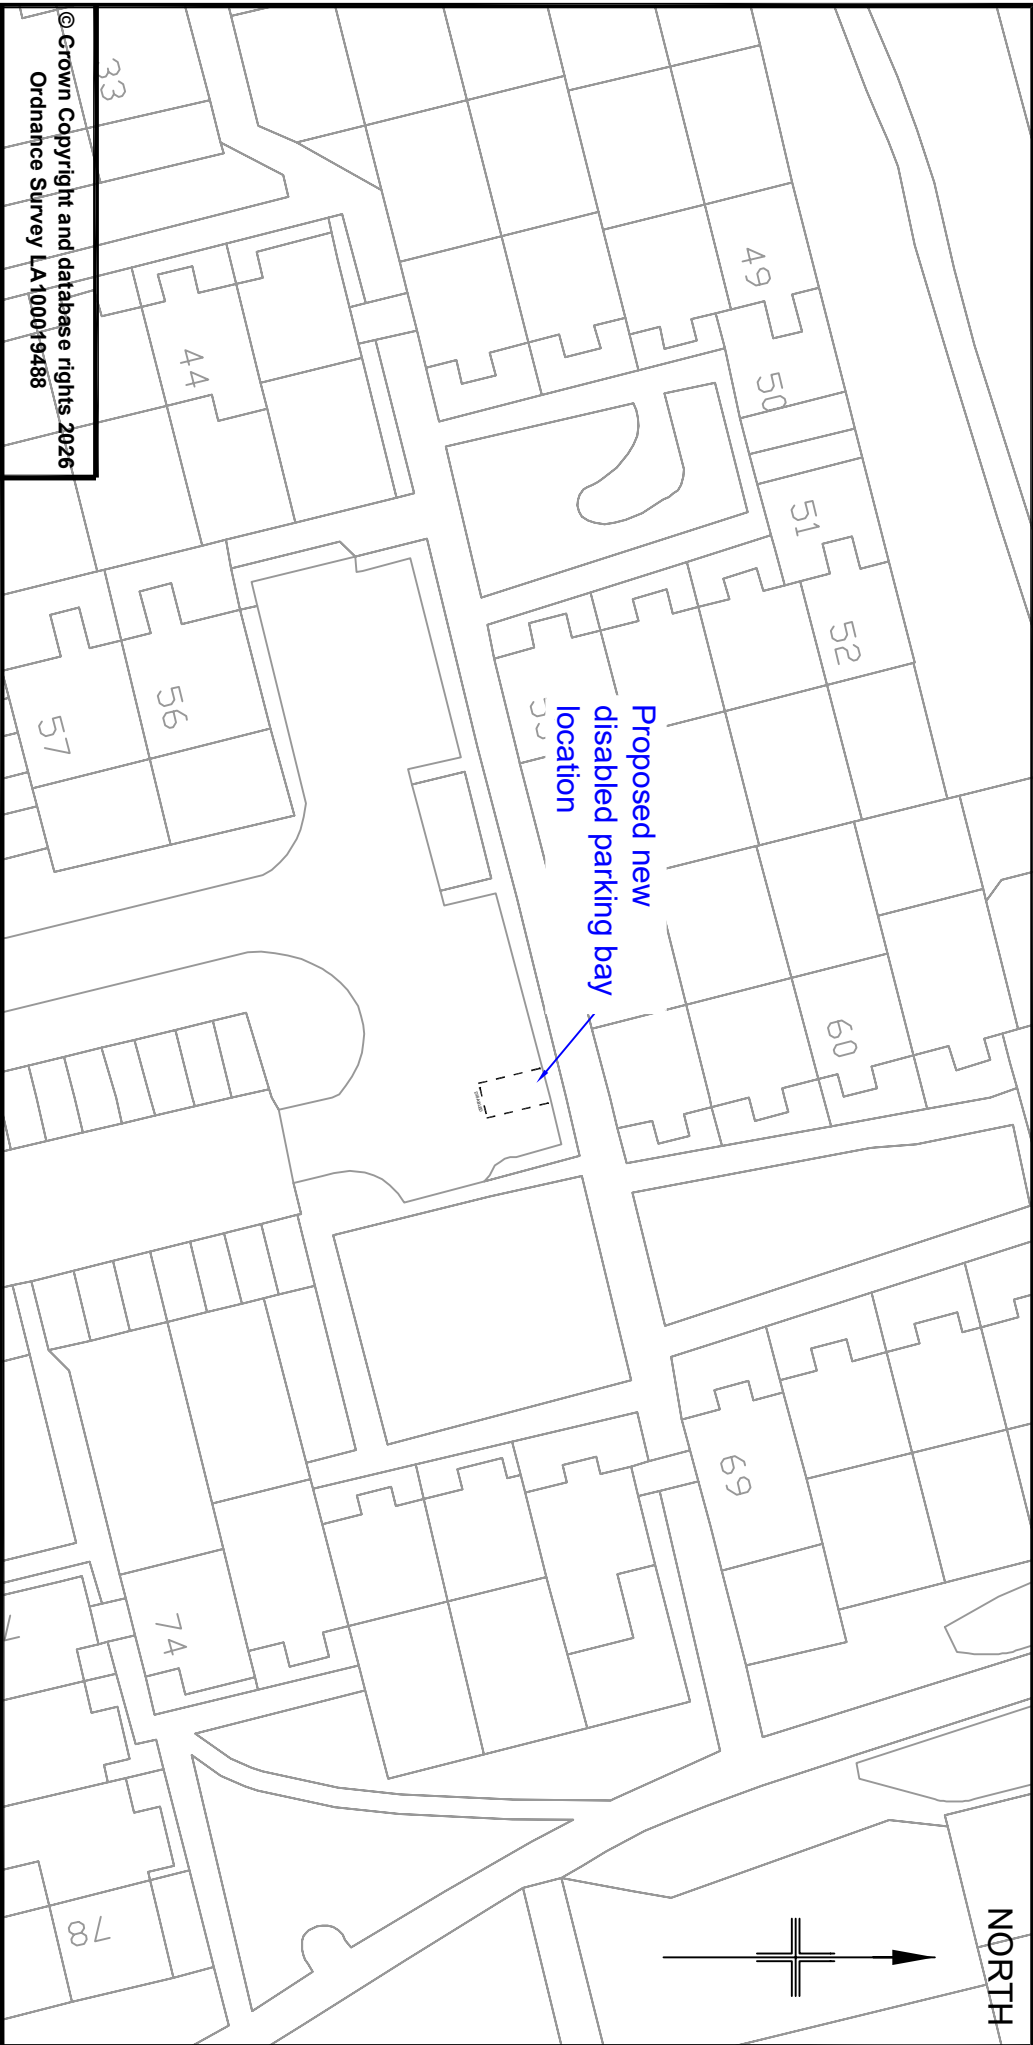 NORTH
Proposed new
disabled parking bay
location
49
50
51
52
60
69
33
44
56
57
74
78
© Crown Copyright and database rights 2026
Ordnance Survey LA100019488